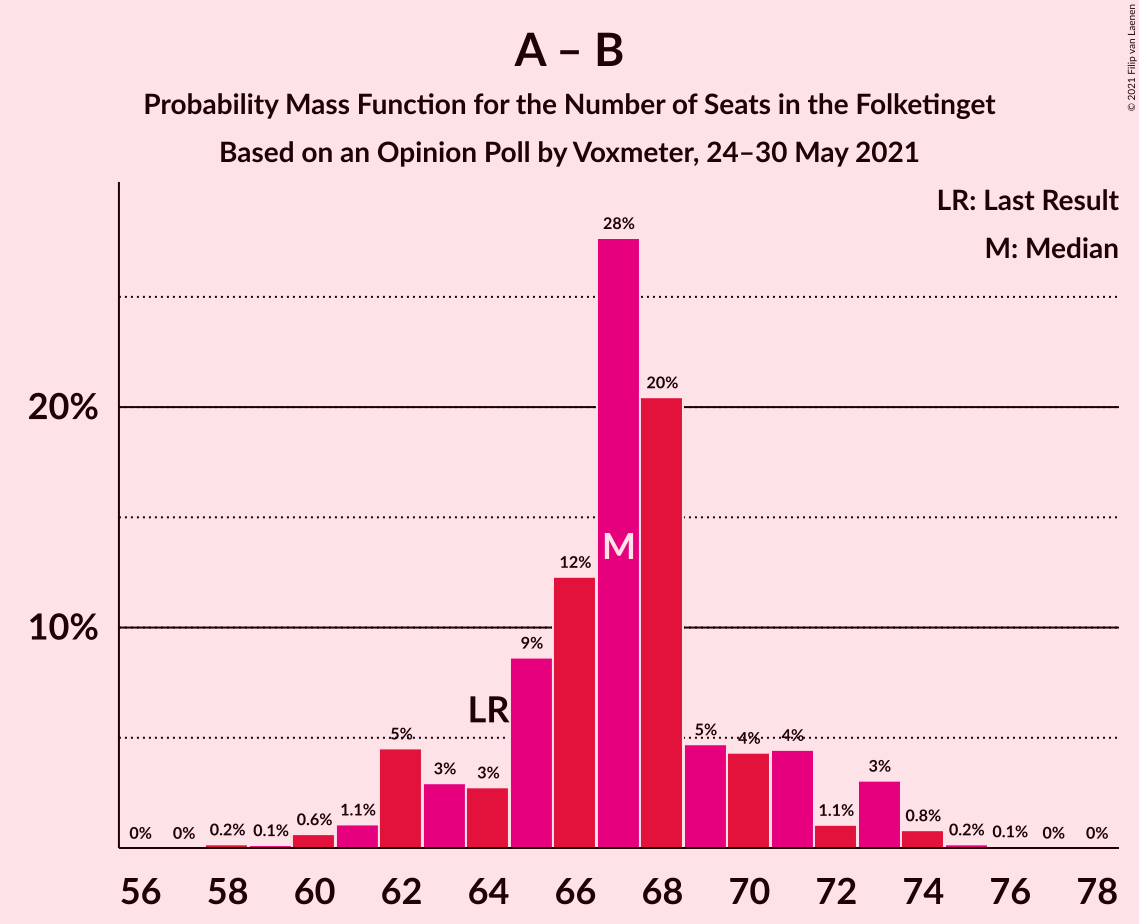 A – B
Probability Mass Function for the Number of Seats in the Folketinget
Based on an Opinion Poll by Voxmeter, 24–30 May 2021
© 2021 Filip van Laenen
LR: Last Result
M: Median
28%
20%
20%
12%
M
10%
9%
LR
5%
3%
3%
5%
4%
4%
3%
0%
0%
0.2%
0.1%
0.6%
1.1%
1.1%
0.8%
0.2%
0.1%
0%
0%
56 58 60 62 64 66 68 70 72 74 76 78